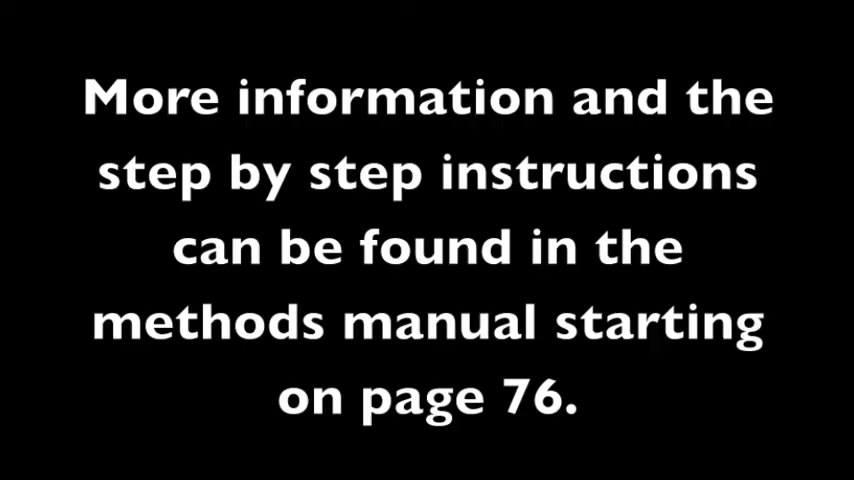 More information and the
step by step instructions
can be found in the
methods manual starting
on page 76.